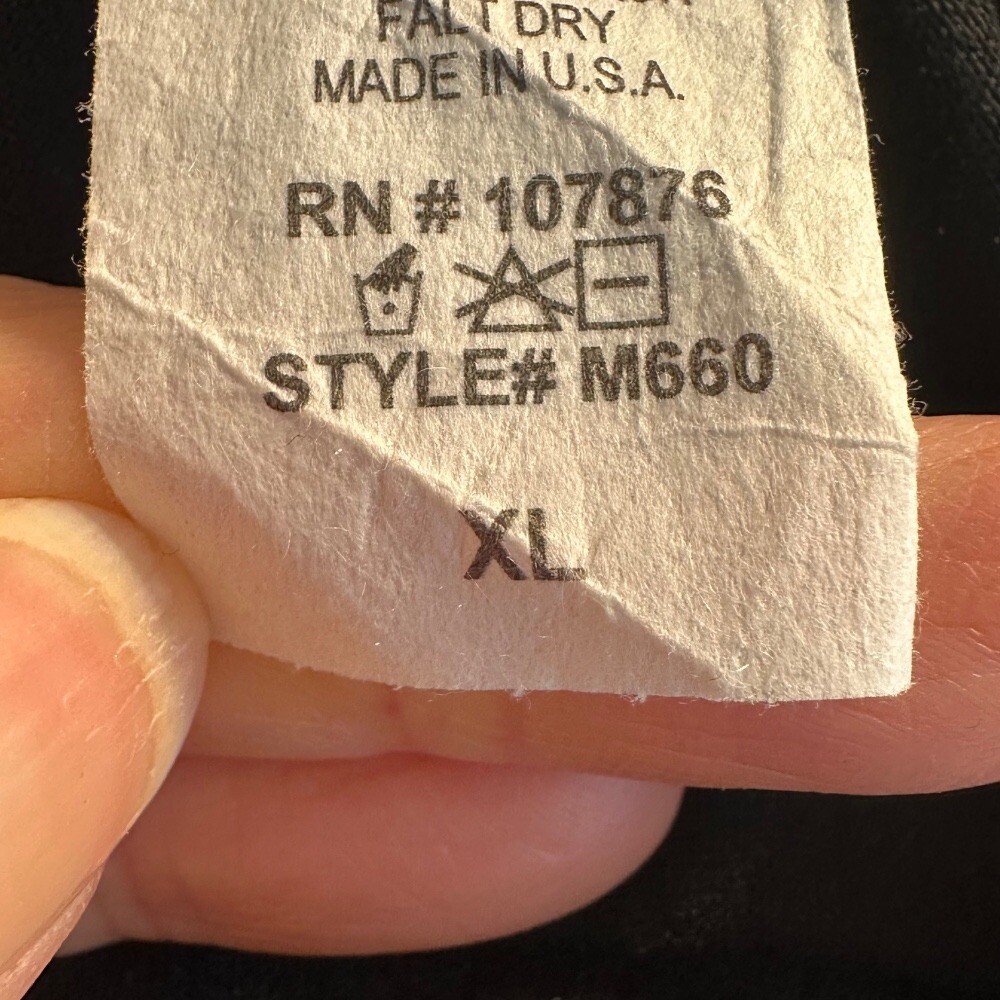 FALT DRY
MADE IN U.S.A.
RN # 107876
STYLE# M660
XL